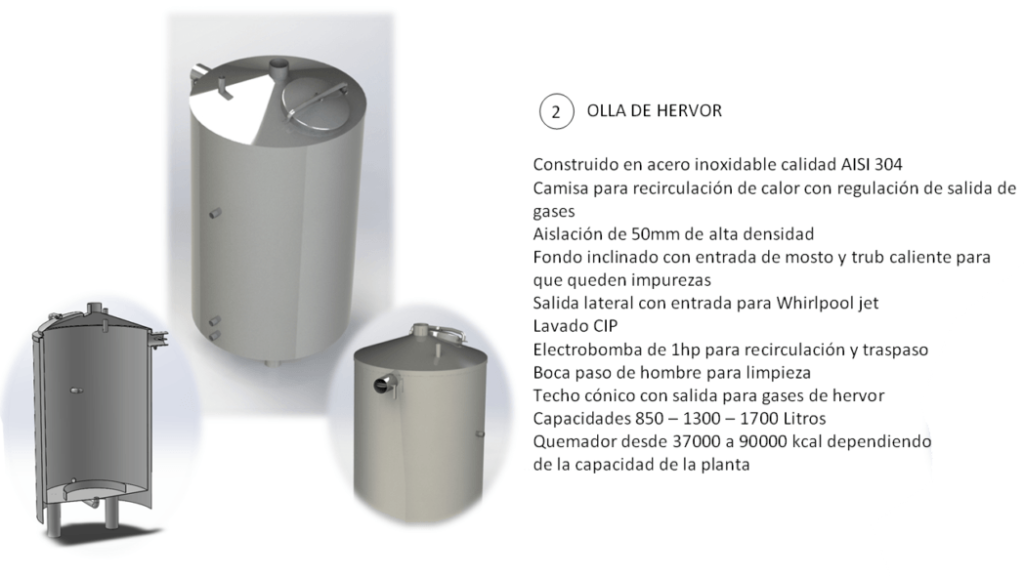 2 OLLA DE HERVOR
Construido en acero inoxidable calidad AISI 304
Camisa para recirculación de calor con regulación de salida de
gases
Aislación de 50mm de alta densidad
Fondo inclinado con entrada de mosto y trub caliente para
que queden impurezas
Salida lateral con entrada para Whirlpool jet
Lavado CIP
Electrobomba de 1hp para recirculación y traspaso
Boca paso de hombre para limpieza
Techo cónico con salida para gases de hervor
Capacidades 850 – 1300 – 1700 Litros
Quemador desde 37000 a 90000 kcal dependiendo
de la capacidad de la planta